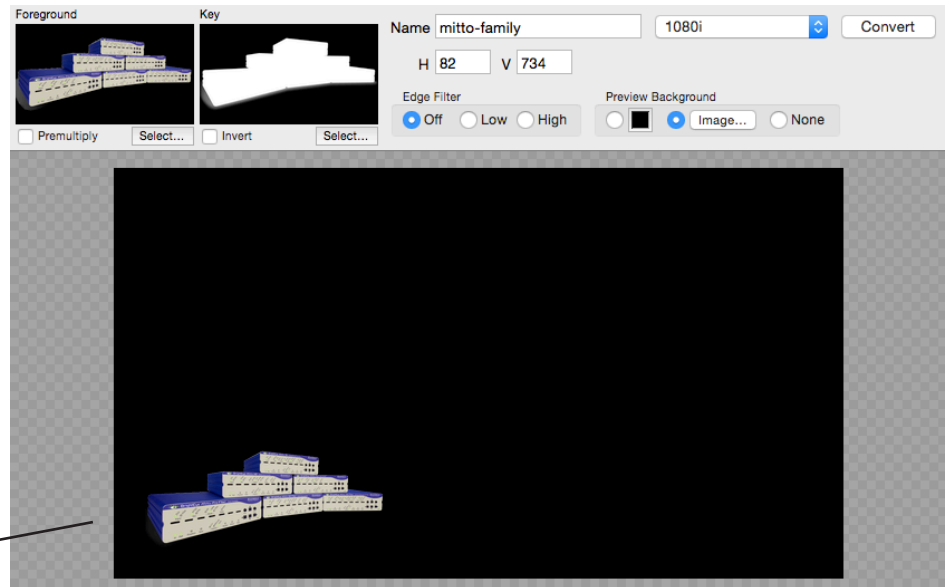 Foreground
Key
Name mitto-family 1080i Convert
H 82 V 734
Edge Filter
Preview Background
Off Low High
Image... None
Premultiply Select... Invert Select...